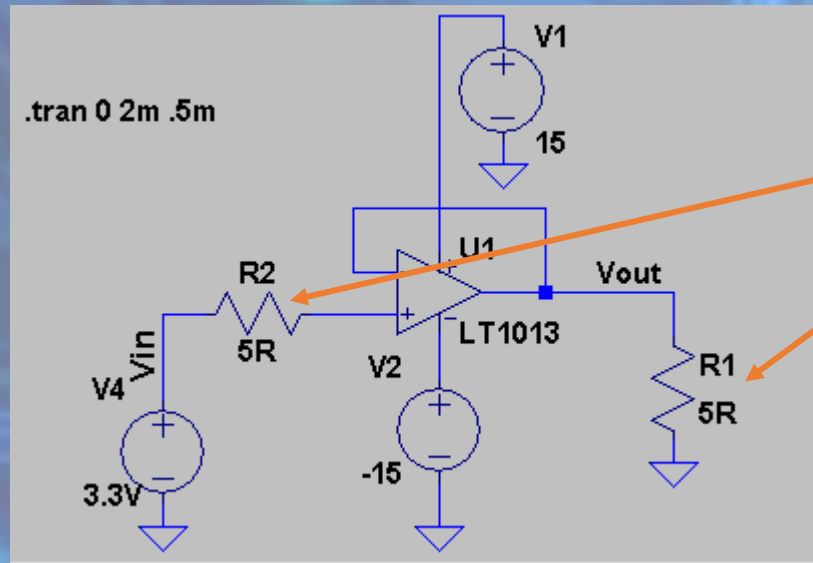 V1
.tran 0 2m .5m
15
U1
R2
Vout
5R
LT1013
Vin
V2
R1
V4
5R
-15
3.3V